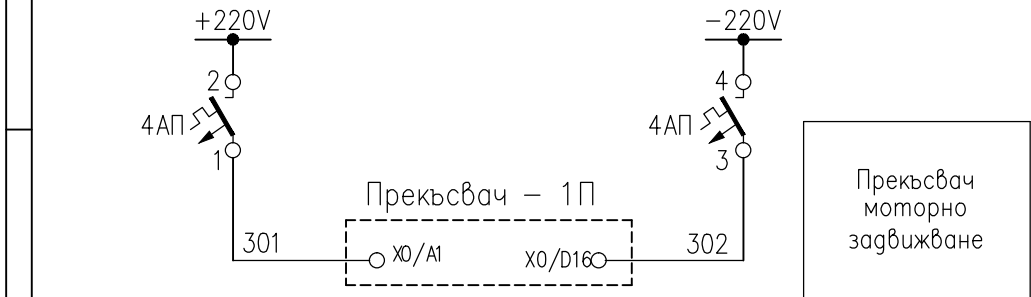 +220V
-220V
2
4
4АП
4АП
1
3
Прекъсвач - 1П
301
X0/A1
X0/D16
302
Прекъсвач
моторно
задвижване